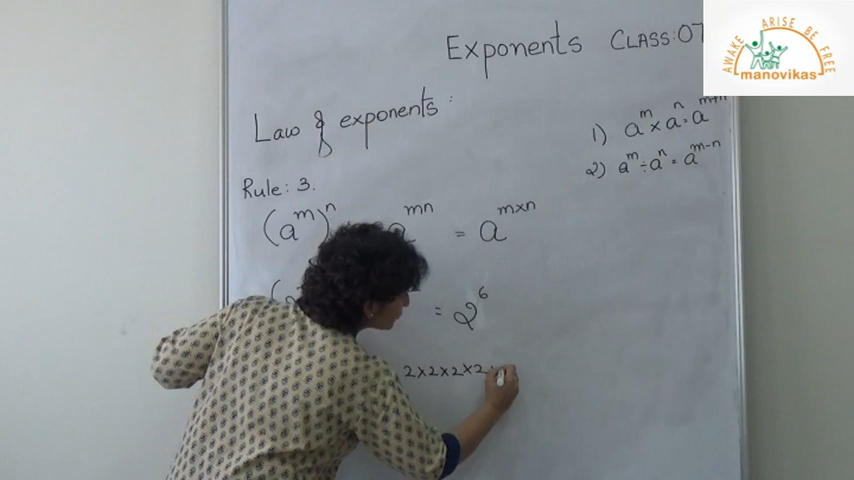 Exponents CLASS:07
AWAKE ARISE BE FREE
manovikas
Law of exponents:
1) a^m × a^n = a^m+n
2) a^m ÷ a^n = a^m-n
Rule: 3.
(a^m)^n a^mn = a^m×n
= 2^6
2×2×2×2